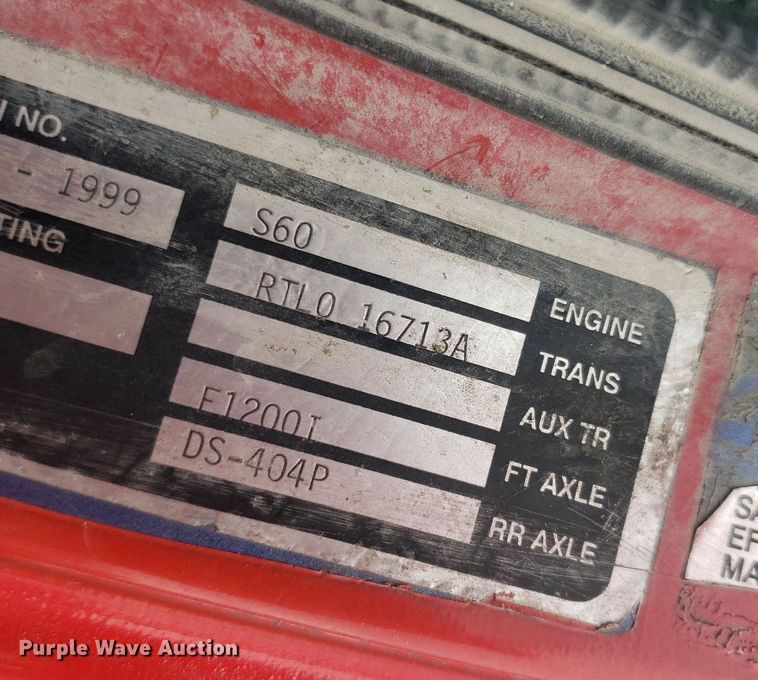 N NO.
- 1999
TING
S60
ENGINE
RTLO 16713A
TRANS
AUX TR
E1200I
FT AXLE
DS-404P
RR AXLE
SA
EF
MA
Purple Wave Auction